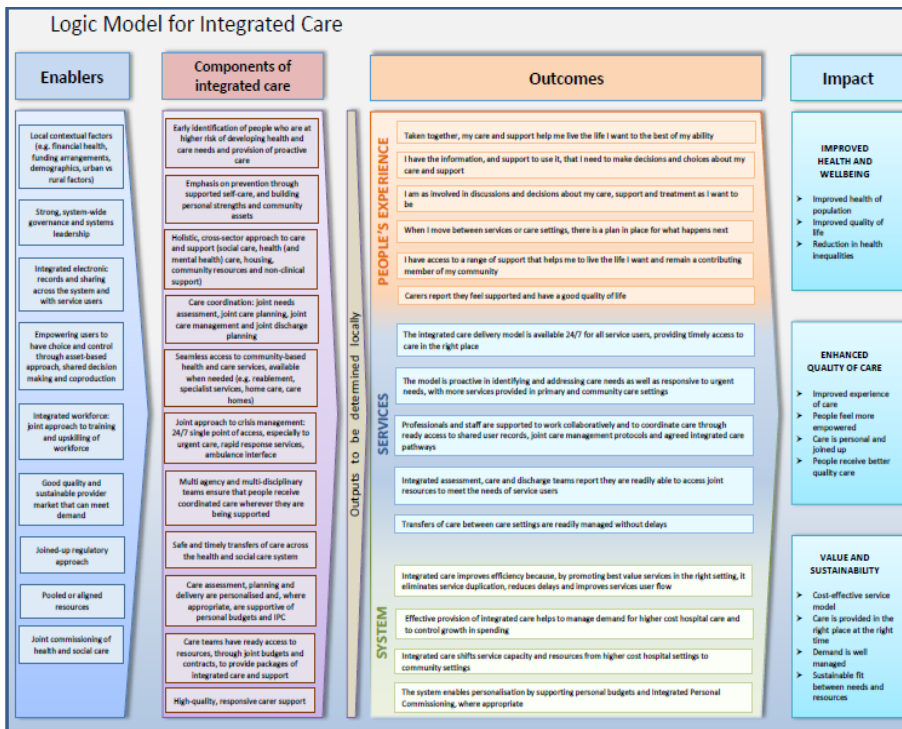 Logic Model for Integrated Care
Enablers
Local contextual factors
(e.g. financial health,
funding arrangements,
demographics, urban vs
rural factors)
Strong, system-wide
governance and systems
leadership
Integrated electronic
records and sharing
across the system and
with service users
Empowering users to
have choice and control
through asset-based
approach, shared decision
making and coproduction
Integrated workforce:
joint approach to training
and upskilling of
workforce
Good quality and
sustainable provider
market that can meet
demand
Joined-up regulatory
approach
Pooled or aligned
resources
Joint commissioning of
health and social care
Components of
integrated care
Early identification of people who are at
higher risk of developing health and
care needs and provision of proactive
care
Emphasis on prevention through
supported self-care, and building
personal strengths and community
assets
Holistic, cross-sector approach to care
and support (social care, health (and
mental health) care, housing,
community resources and non-clinical
support)
Care coordination: joint needs
assessment, joint care planning, joint
care management and joint discharge
planning
Seamless access to community-based
health and care services, available
when needed (e.g. reablement,
specialist services, home care, care
homes)
Joint approach to crisis management:
24/7 single point of access, especially to
urgent care, rapid response services,
ambulance interface
Multi agency and multi-disciplinary
teams ensure that people receive
coordinated care wherever they are
being supported
Safe and timely transfers of care across
the health and social care system
Care assessment, planning and
delivery are personalised and, where
appropriate, are supportive of
personal budgets and IPC
Care teams have ready access to
resources, through joint budgets and
contracts, to provide packages of
integrated care and support
High-quality, responsive carer support
Outputs to be determined locally
Outcomes
PEOPLE'S EXPERIENCE
Taken together, my care and support help me live the life I want to the best of my ability
I have the information, and support to use it, that I need to make decisions and choices about my
care and support
I am as involved in discussions and decisions about my care, support and treatment as I want to
be
When I move between services or care settings, there is a plan in place for what happens next
I have access to a range of support that helps me to live the life I want and remain a contributing
member of my community
Carers report they feel supported and have a good quality of life
SERVICES
The integrated care delivery model is available 24/7 for all service users, providing timely access to
care in the right place
The model is proactive in identifying and addressing care needs as well as responsive to urgent
needs, with more services provided in primary and community care settings
Professionals and staff are supported to work collaboratively and to coordinate care through
ready access to shared user records, joint care management protocols and agreed integrated care
pathways
Integrated assessment, care and discharge teams report they are readily able to access joint
resources to meet the needs of service users
Transfers of care between care settings are readily managed without delays
SYSTEM
Integrated care improves efficiency because, by promoting best value services in the right setting, it
eliminates service duplication, reduces delays and improves services user flow
Effective provision of integrated care helps to manage demand for higher cost hospital care and
to control growth in spending
Integrated care shifts service capacity and resources from higher cost hospital settings to
community settings
The system enables personalisation by supporting personal budgets and Integrated Personal
Commissioning, where appropriate
Impact
IMPROVED
HEALTH AND
WELLBEING
➤ Improved health of
population
➤ Improved quality of
life
➤ Reduction in health
inequalities
ENHANCED
QUALITY OF CARE
➤ Improved experience
of care
➤ People feel more
empowered
➤ Care is personal and
joined up
➤ People receive better
quality care
VALUE AND
SUSTAINABILITY
➤ Cost-effective service
model
➤ Care is provided in the
right place at the right
time
➤ Demand is well
managed
➤ Sustainable fit
between needs and
resources